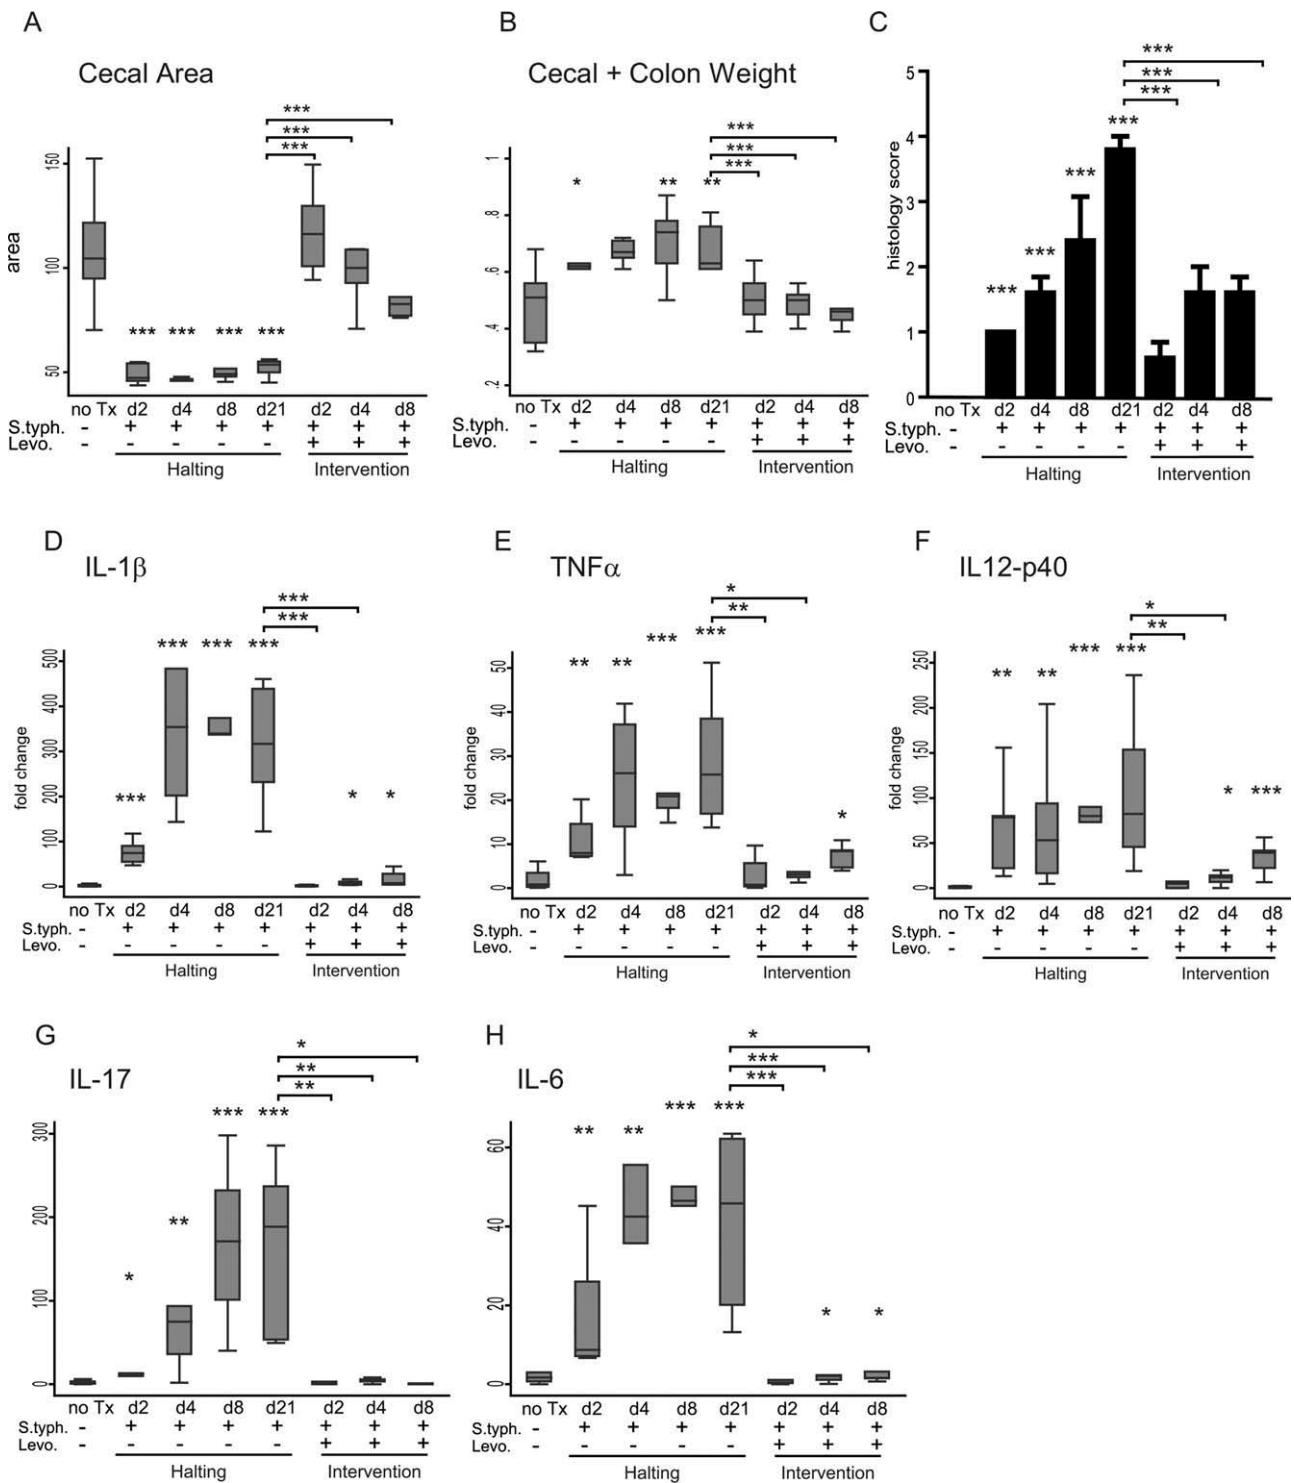 A
Cecal Area
***
***
***
area
150
100
50
*** *** *** ***
no Tx d2 d4 d8 d21 d2 d4 d8
S.typh. - + + + + + + +
Levo. - - - - - + + +
Halting Intervention
B
Cecal + Colon Weight
***
***
***
* ** **
1
.8
.6
.4
.2
no Tx d2 d4 d8 d21 d2 d4 d8
S.typh. - + + + + + + +
Levo. - - - - - + + +
Halting Intervention
C
***
***
***
***
***
***
***
histology score
5
4
3
2
1
0
no Tx d2 d4 d8 d21 d2 d4 d8
S.typh. - + + + + + + +
Levo. - - - - - + + +
Halting Intervention
D
IL-1β
***
***
*** *** ***
***
* *
fold change
500
400
300
200
100
0
no Tx d2 d4 d8 d21 d2 d4 d8
S.typh. - + + + + + + +
Levo. - - - - - + + +
Halting Intervention
E
TNFα
*
**
** ** *** ***
*
fold change
50
40
30
20
10
0
no Tx d2 d4 d8 d21 d2 d4 d8
S.typh. - + + + + + + +
Levo. - - - - - + + +
Halting Intervention
F
IL12-p40
*
**
** ** *** ***
* ***
fold change
250
200
150
100
50
0
no Tx d2 d4 d8 d21 d2 d4 d8
S.typh. - + + + + + + +
Levo. - - - - - + + +
Halting Intervention
G
IL-17
*
**
**
*** ***
**
*
300
200
100
0
no Tx d2 d4 d8 d21 d2 d4 d8
S.typh. - + + + + + + +
Levo. - - - - - + + +
Halting Intervention
H
IL-6
*
***
***
** ** *** ***
* *
60
40
20
0
no Tx d2 d4 d8 d21 d2 d4 d8
S.typh. - + + + + + + +
Levo. - - - - - + + +
Halting Intervention